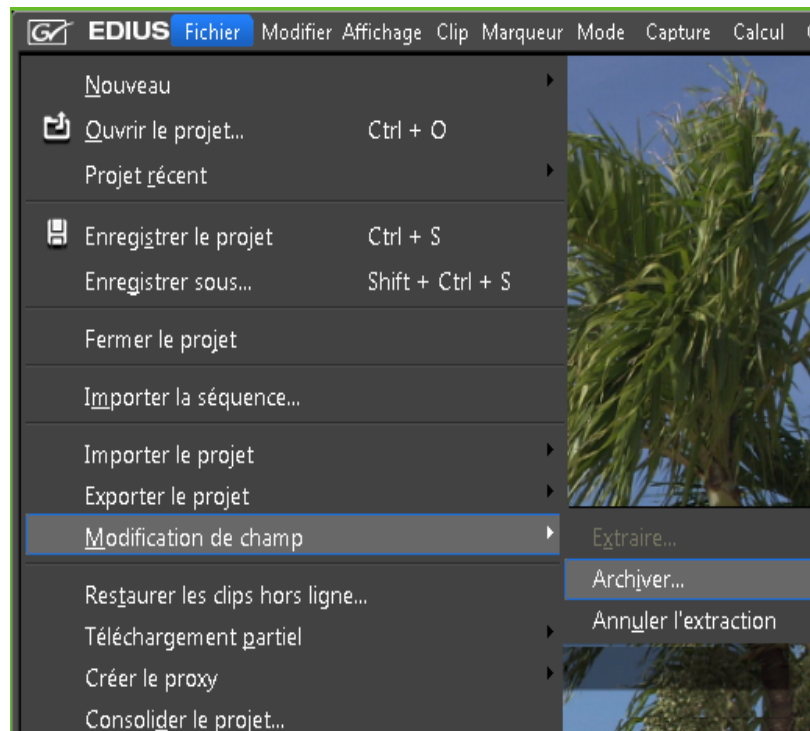 GV EDIUS Fichier Modifier Affichage Clip Marqueur Mode Capture Calcul
Nouveau
Ouvrir le projet... Ctrl + O
Projet récent
Enregistrer le projet Ctrl + S
Enregistrer sous... Shift + Ctrl + S
Fermer le projet
Importer la séquence...
Importer le projet
Exporter le projet
Modification de champ
Extraire...
Archiver...
Restaurer les clips hors ligne...
Annuler l'extraction
Téléchargement partiel
Créer le proxy
Consolider le projet...